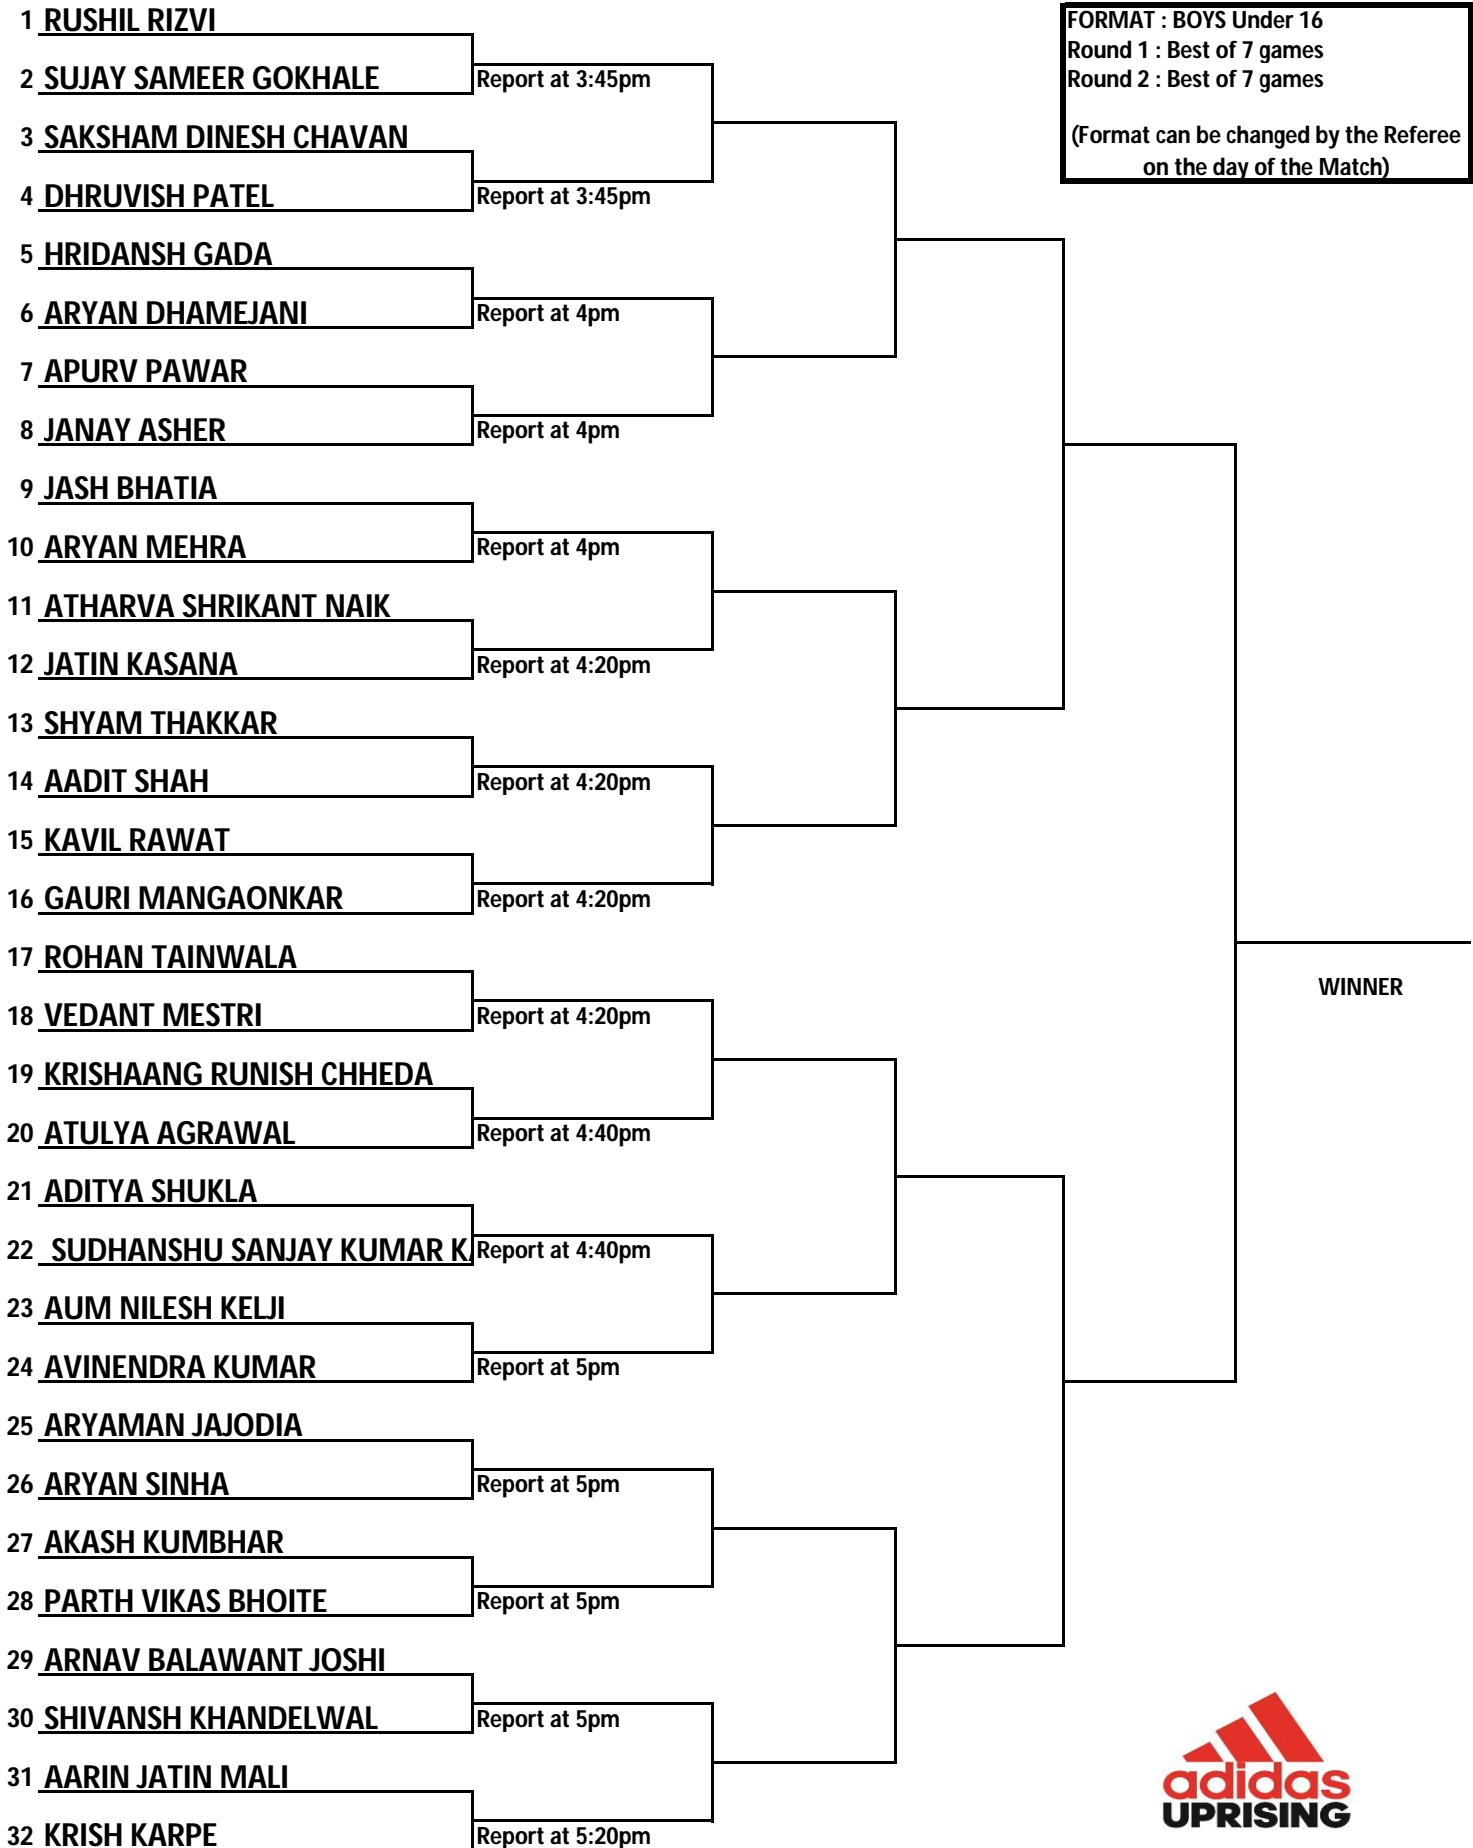 1 RUSHIL RIZVI
2 SUJAY SAMEER GOKHALE
Report at 3:45pm
3 SAKSHAM DINESH CHAVAN
4 DHRUVISH PATEL
Report at 3:45pm
5 HRIDANSH GADA
6 ARYAN DHAMEJANI
Report at 4pm
7 APURV PAWAR
8 JANAY ASHER
Report at 4pm
9 JASH BHATIA
10 ARYAN MEHRA
Report at 4pm
11 ATHARVA SHRIKANT NAIK
12 JATIN KASANA
Report at 4:20pm
13 SHYAM THAKKAR
14 AADIT SHAH
Report at 4:20pm
15 KAVIL RAWAT
16 GAURI MANGAONKAR
Report at 4:20pm
17 ROHAN TAINWALA
18 VEDANT MESTRI
Report at 4:20pm
19 KRISHAANG RUNISH CHHEDA
20 ATULYA AGRAWAL
Report at 4:40pm
21 ADITYA SHUKLA
22 SUDHANSHU SANJAY KUMAR
Report at 4:40pm
23 AUM NILESH KELJI
24 AVINENDRA KUMAR
Report at 5pm
25 ARYAMAN JAJODIA
26 ARYAN SINHA
Report at 5pm
27 AKASH KUMBHAR
28 PARTH VIKAS BHOITE
Report at 5pm
29 ARNAV BALAWANT JOSHI
30 SHIVANSH KHANDELWAL
Report at 5pm
31 AARIN JATIN MALI
32 KRISH KARPE
Report at 5:20pm
FORMAT : BOYS Under 16
Round 1 : Best of 7 games
Round 2 : Best of 7 games
(Format can be changed by the Referee
on the day of the Match)
WINNER
adidas
UPRISING